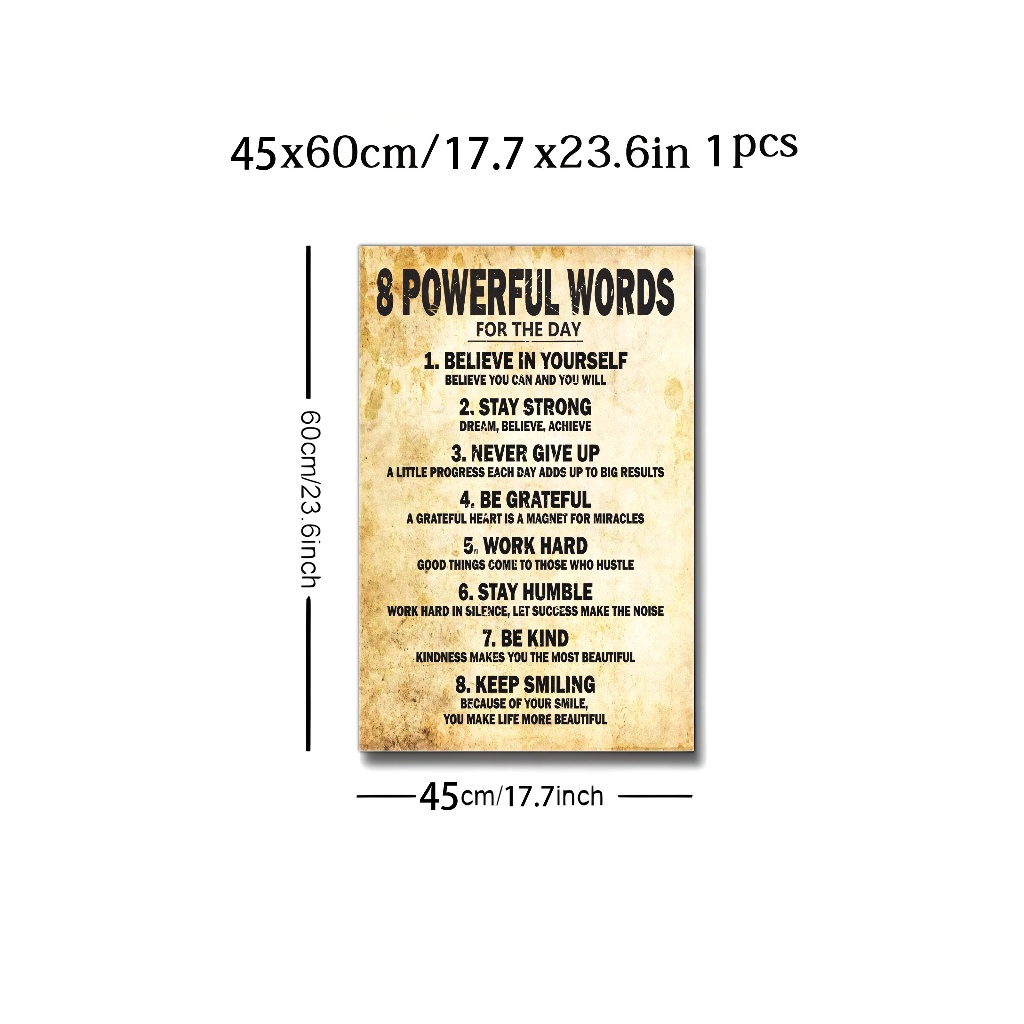 45x60cm/17.7 x23.6in 1pcs
8 POWERFUL WORDS
FOR THE DAY
1. BELIEVE IN YOURSELF
BELIEVE YOU CAN AND YOU WILL
2. STAY STRONG
DREAM, BELIEVE, ACHIEVE
3. NEVER GIVE UP
A LITTLE PROGRESS EACH DAY ADDS UP TO BIG RESULTS
4. BE GRATEFUL
A GRATEFUL HEART IS A MAGNET FOR MIRACLES
5. WORK HARD
GOOD THINGS COME TO THOSE WHO HUSTLE
6. STAY HUMBLE
WORK HARD IN SILENCE, LET SUCCESS MAKE THE NOISE
7. BE KIND
KINDNESS MAKES YOU THE MOST BEAUTIFUL
8. KEEP SMILING
BECAUSE OF YOUR SMILE,
YOU MAKE LIFE MORE BEAUTIFUL
60cm/23.6inch
45cm/17.7inch